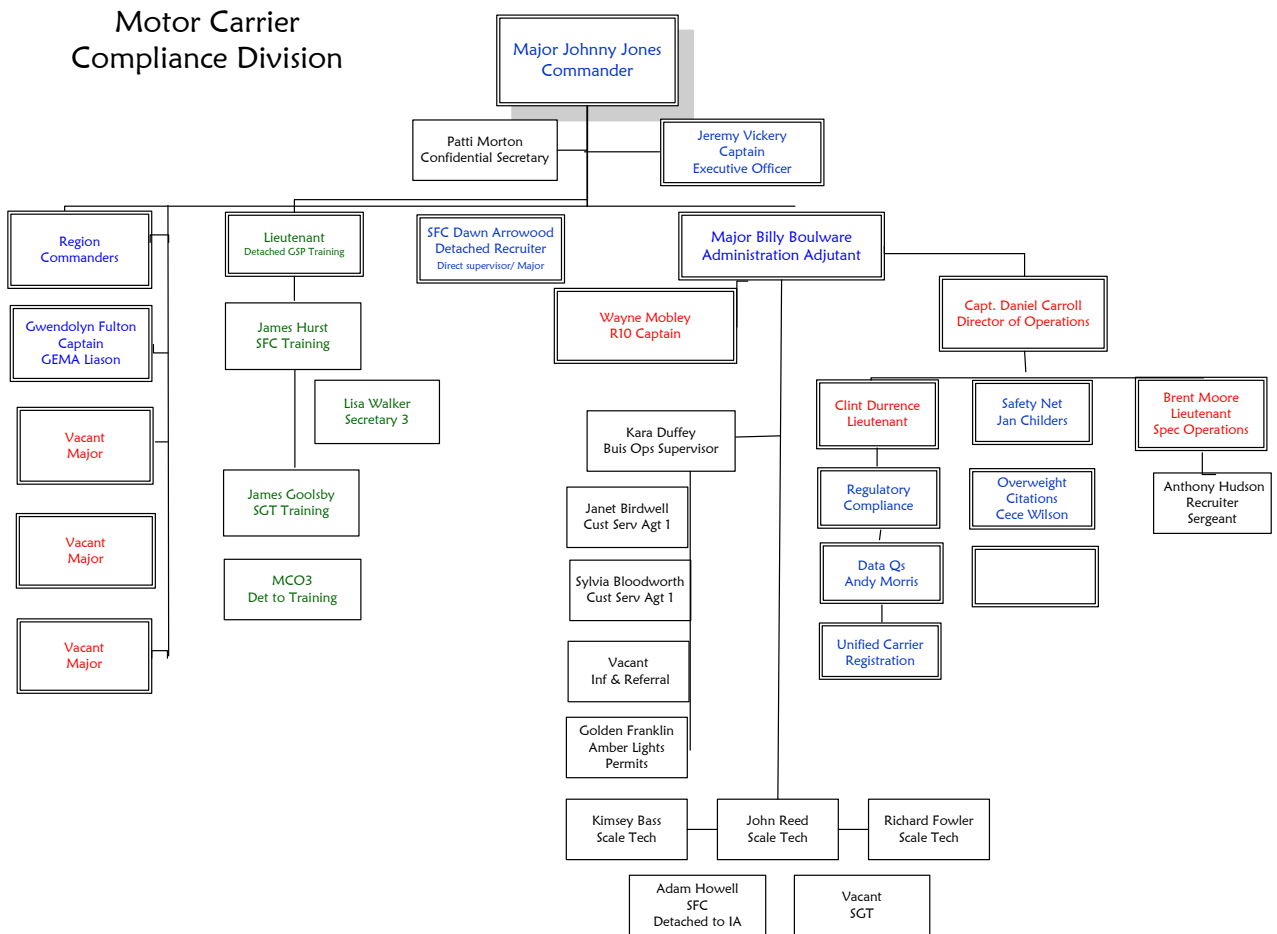 Motor Carrier
Compliance Division
Major Johnny Jones
Commander
Patti Morton
Confidential Secretary
Jeremy Vickery
Captain
Executive Officer
Region
Commanders
Lieutenant
Detached GSP Training
SFC Dawn Arrowood
Detached Recruiter
Direct supervisor/ Major
Major Billy Boulware
Administration Adjutant
Gwendolyn Fulton
Captain
GEMA Liason
James Hurst
SFC Training
Wayne Mobley
R10 Captain
Capt. Daniel Carroll
Director of Operations
Lisa Walker
Secretary 3
Clint Durrence
Lieutenant
Safety Net
Jan Childers
Brent Moore
Lieutenant
Spec Operations
Vacant
Major
Kara Duffey
Buis Ops Supervisor
James Goolsby
SGT Training
Regulatory
Compliance
Overweight
Citations
Cece Wilson
Anthony Hudson
Recruiter
Sergeant
Janet Birdwell
Cust Serv Agt 1
Vacant
Major
MCO3
Det to Training
Sylvia Bloodworth
Cust Serv Agt 1
Data Qs
Andy Morris
Vacant
Major
Vacant
Inf & Referral
Unified Carrier
Registration
Golden Franklin
Amber Lights
Permits
Kimsey Bass
Scale Tech
John Reed
Scale Tech
Richard Fowler
Scale Tech
Adam Howell
SFC
Detached to IA
Vacant
SGT